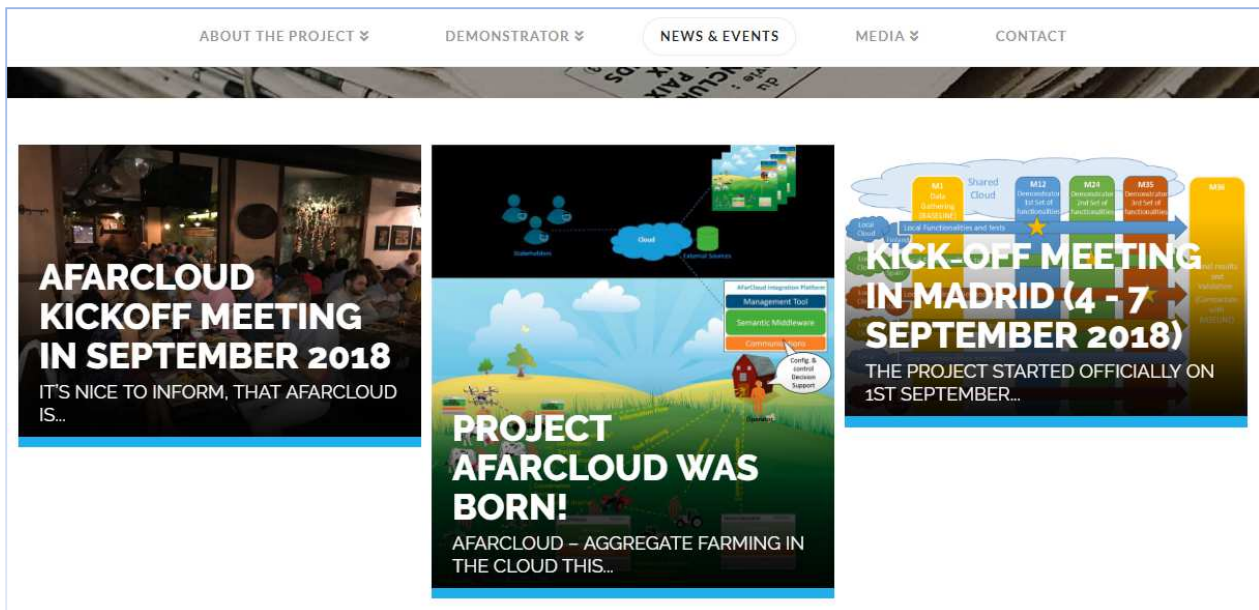 ABOUT THE PROJECT
DEMONSTRATOR
NEWS & EVENTS
MEDIA
CONTACT
du
vie :
PAIX
AFARCLOUD
KICKOFF MEETING
IN SEPTEMBER 2018
IT'S NICE TO INFORM, THAT AFARCLOUD
IS...
Stakeholders
Cloud
External Sources
AFarCloud Integration Platform
Management Tool
Semantic Middleware
Communications
Config. &
control
Decision
Support
PROJECT
AFARCLOUD WAS
BORN!
AFARCLOUD – AGGREGATE FARMING IN
THE CLOUD THIS...
Shared
Cloud
M1
Data
Gathering
(BASELINE)
M12
Demonstrator
1st Set of
functionalities
M24
Demonstrator
2nd Set of
functionalities
M35
Demonstrator
3rd Set of
functionalities
M36
Local
Cloud
Local Functionalities and tests
KICK-OFF MEETING
IN MADRID (4 - 7
SEPTEMBER 2018)
THE PROJECT STARTED OFFICIALLY ON
1ST SEPTEMBER...